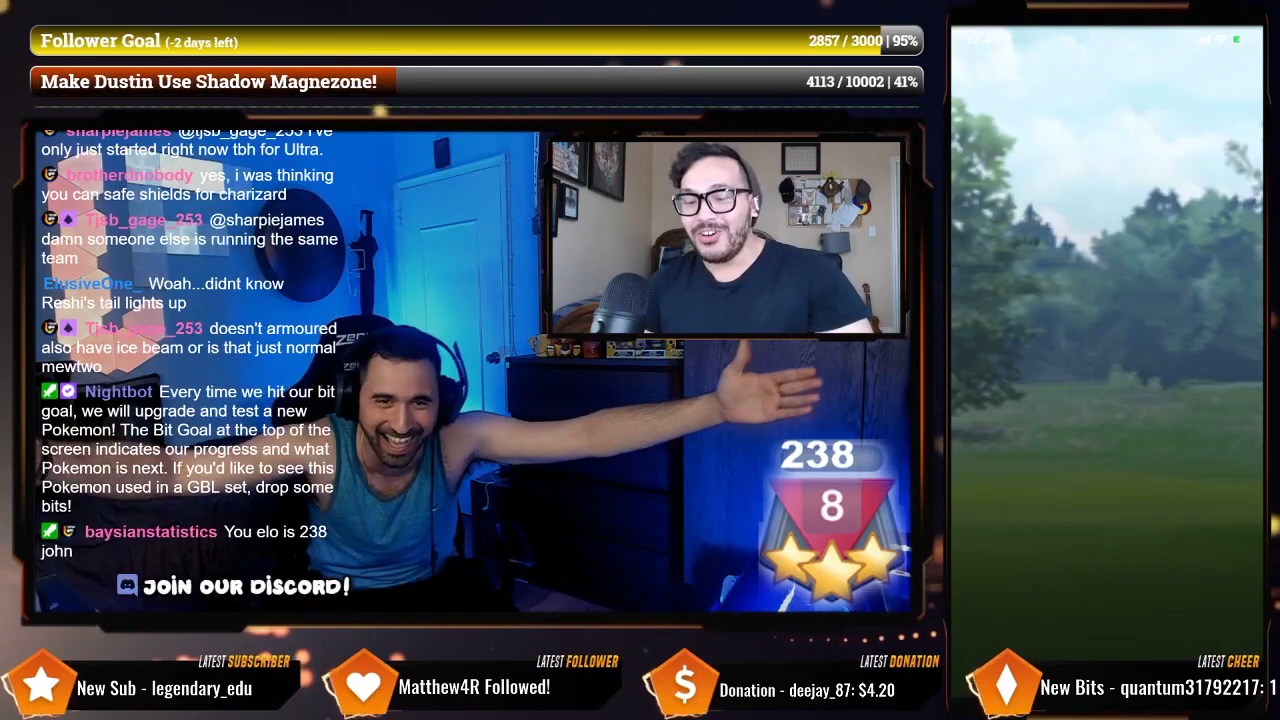 Follower Goal (-2 days left)
2857 / 3000 | 95%
Make Dustin Use Shadow Magnezone!
4113 / 10002 | 41%
sharpiejames @tjsb_gage_253 I've
only just started right now tbh for Ultra.
brotherdnobody yes, i was thinking
you can safe shields for charizard
Tjsb_gage_253 @sharpiejames
damn someone else is running the same
team
ElusiveOne_ Woah...didnt know
Reshi's tail lights up
Tjsb_gage_253 doesn't armoured
also have ice beam or is that just normal
mewtwo
Nightbot Every time we hit our bit
goal, we will upgrade and test a new
Pokemon! The Bit Goal at the top of the
screen indicates our progress and what
Pokemon is next. If you'd like to see this
Pokemon used in a GBL set, drop some
bits!
baysianstatistics You elo is 238
john
JOIN OUR DISCORD!
238
8
LATEST SUBSCRIBER
New Sub - legendary_edu
LATEST FOLLOWER
Matthew4R Followed!
LATEST DONATION
Donation - deejay_87: $4.20
LATEST CHEER
New Bits - quantum31792217: 1